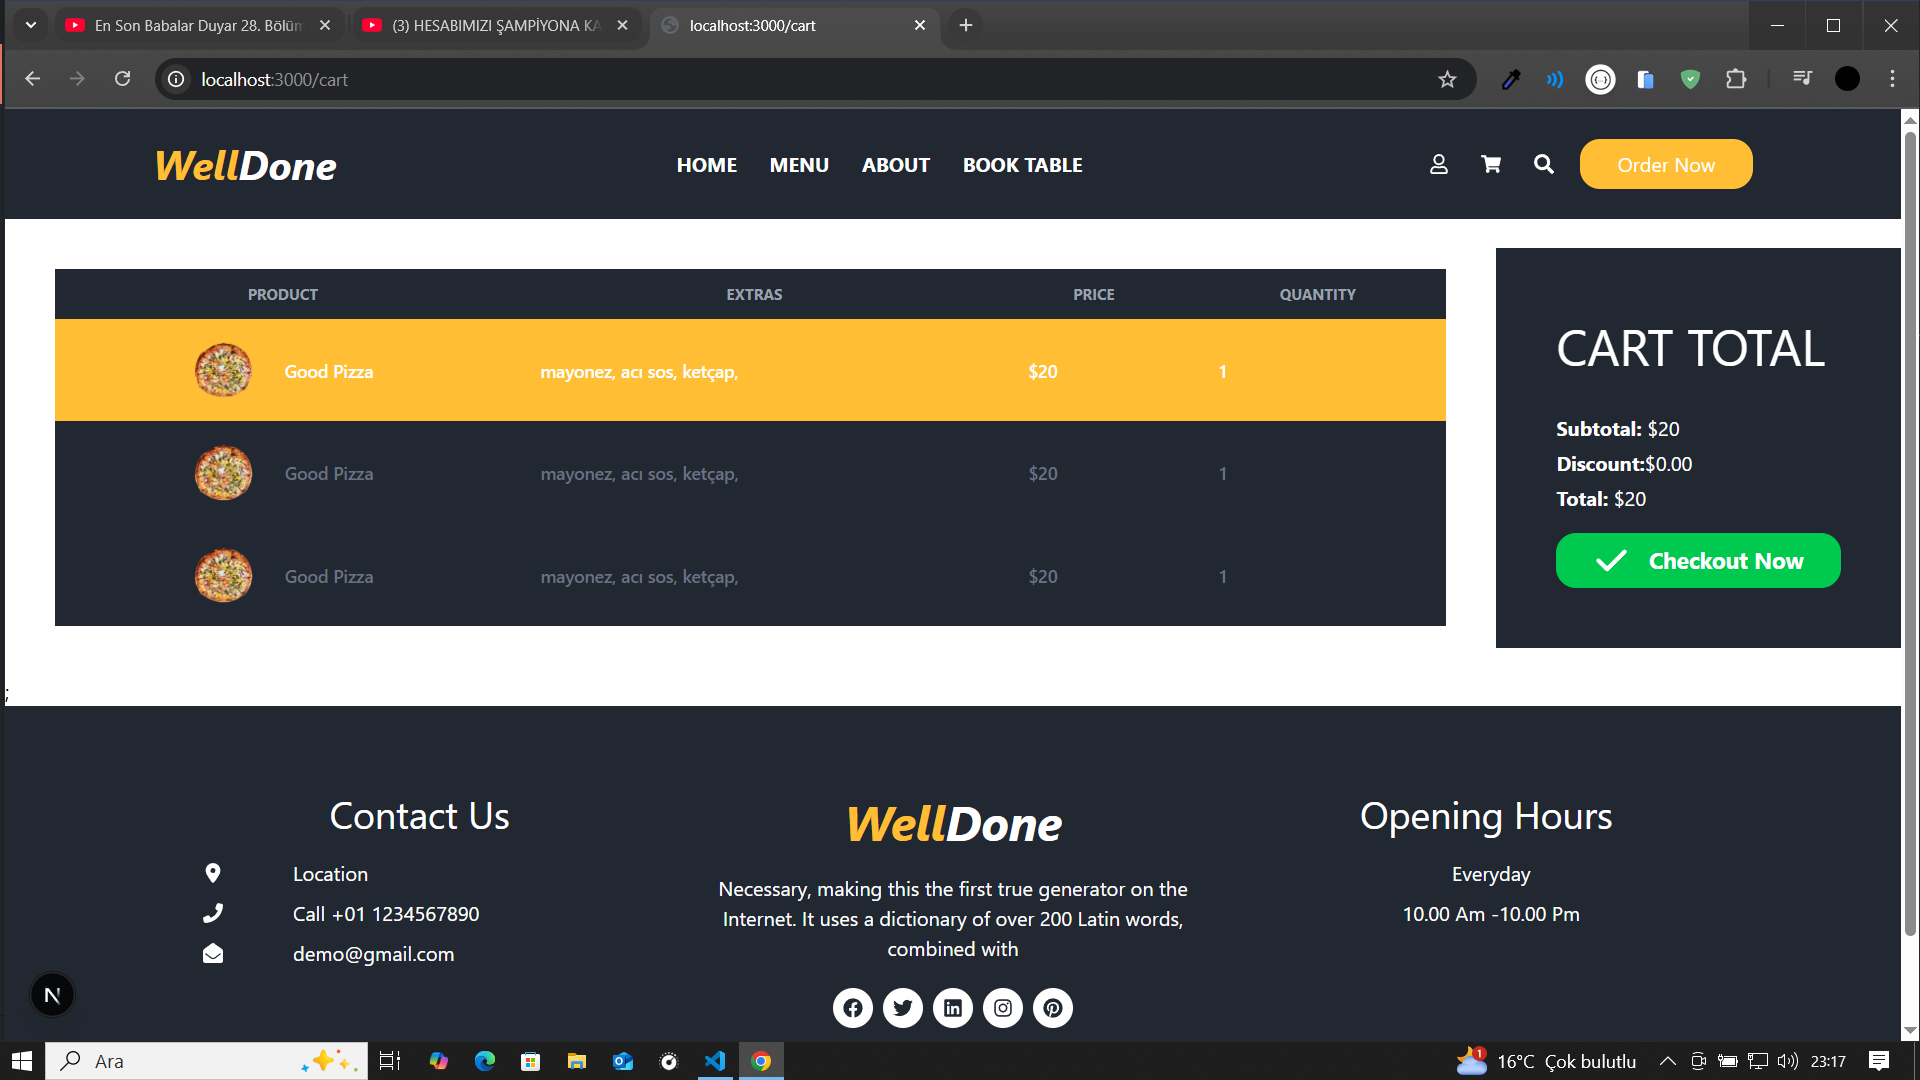 En Son Babalar Duyar 28. Bölüm
(3) HESABIMIZI ŞAMPİYONA KA
localhost:3000/cart
localhost:3000/cart
WellDone
HOME MENU ABOUT BOOK TABLE
Order Now
PRODUCT EXTRAS PRICE QUANTITY
Good Pizza mayonez, acı sos, ketçap, $20 1
Good Pizza mayonez, acı sos, ketçap, $20 1
Good Pizza mayonez, acı sos, ketçap, $20 1
CART TOTAL
Subtotal: $20
Discount:$0.00
Total: $20
Checkout Now
;
Contact Us
Location
Call +01 1234567890
demo@gmail.com
WellDone
Necessary, making this the first true generator on the
Internet. It uses a dictionary of over 200 Latin words,
combined with
Opening Hours
Everyday
10.00 Am -10.00 Pm
N
Ara
1
16°C Çok bulutlu
23:17